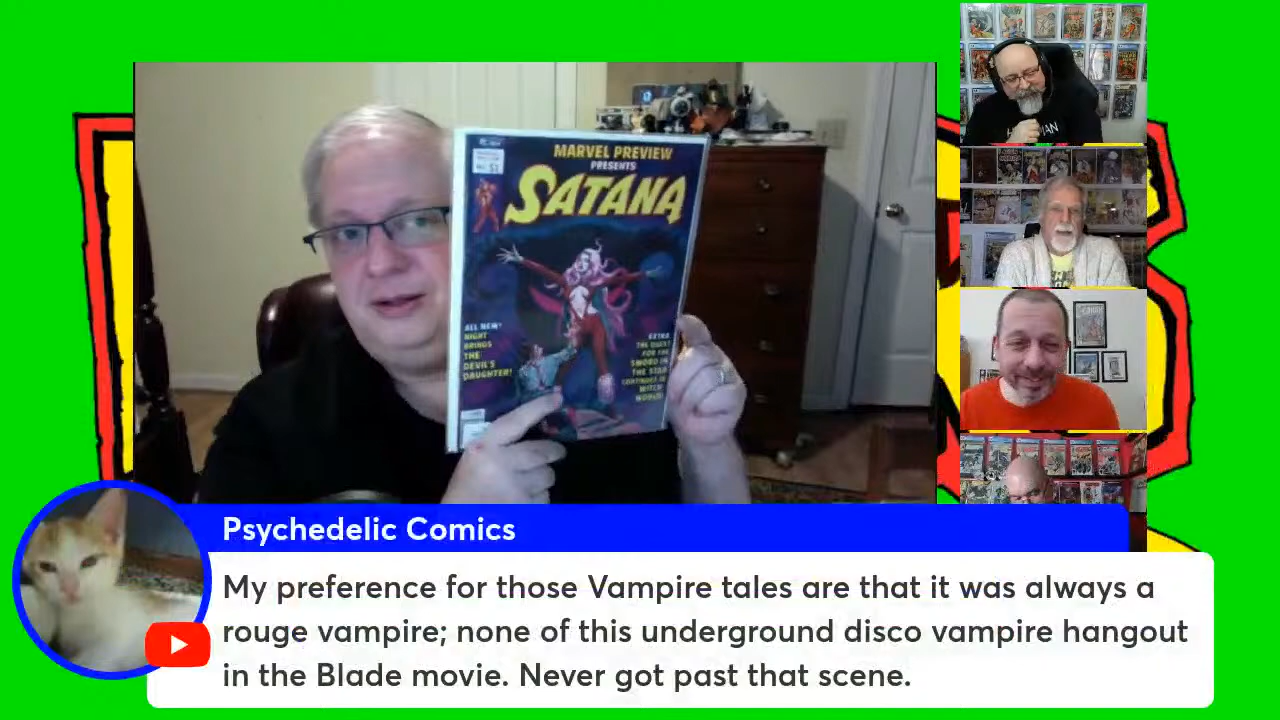 MARVEL PREVIEW
PRESENTS
SATANA
$1
ALL NEW!
NIGHT
BRINGS
THE
DEVIL'S
DAUGHTER!
EXTRA
THE QUEST
FOR THE
SWORD IN
THE STAR
CONTINUES IN
WITCH
WORLD!
Psychedelic Comics
My preference for those Vampire tales are that it was always a
rouge vampire; none of this underground disco vampire hangout
in the Blade movie. Never got past that scene.